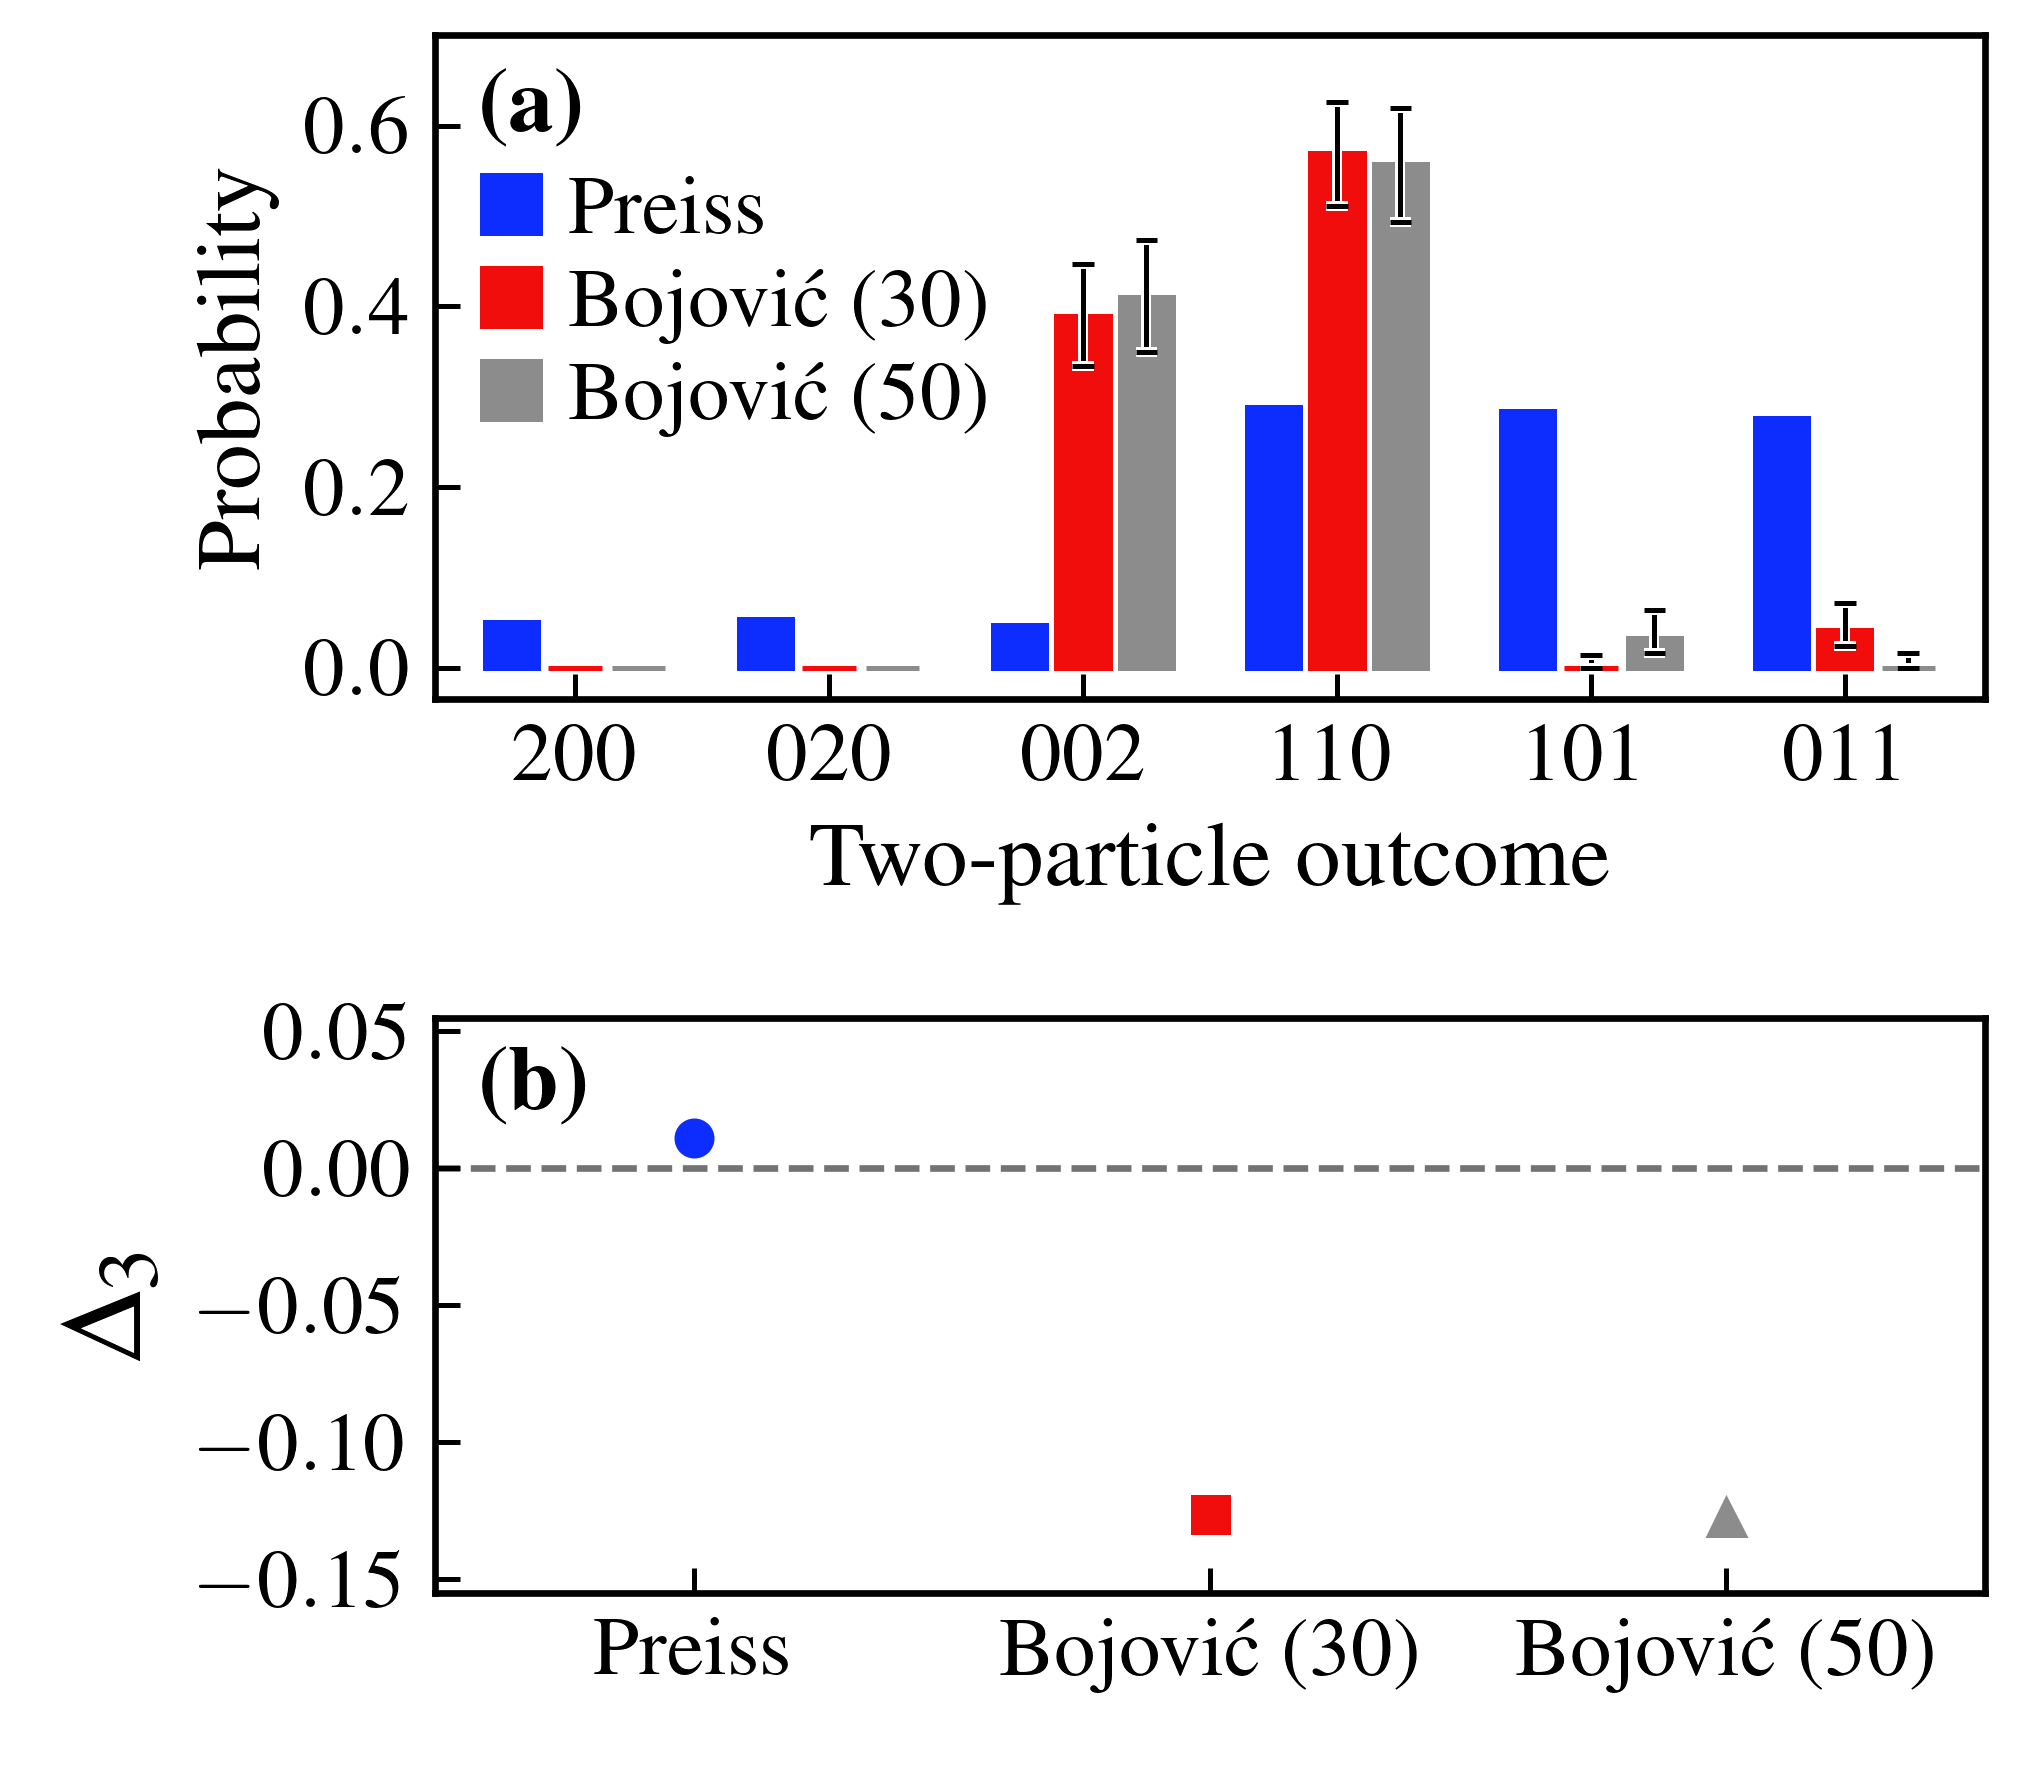 (a)
Preiss
Bojović (30)
Bojović (50)
Probability
0.6
0.4
0.2
0.0
200 020 002 110 101 011
Two-particle outcome
(b)
Δ3
0.05
0.00
−0.05
−0.10
−0.15
Preiss Bojović (30) Bojović (50)